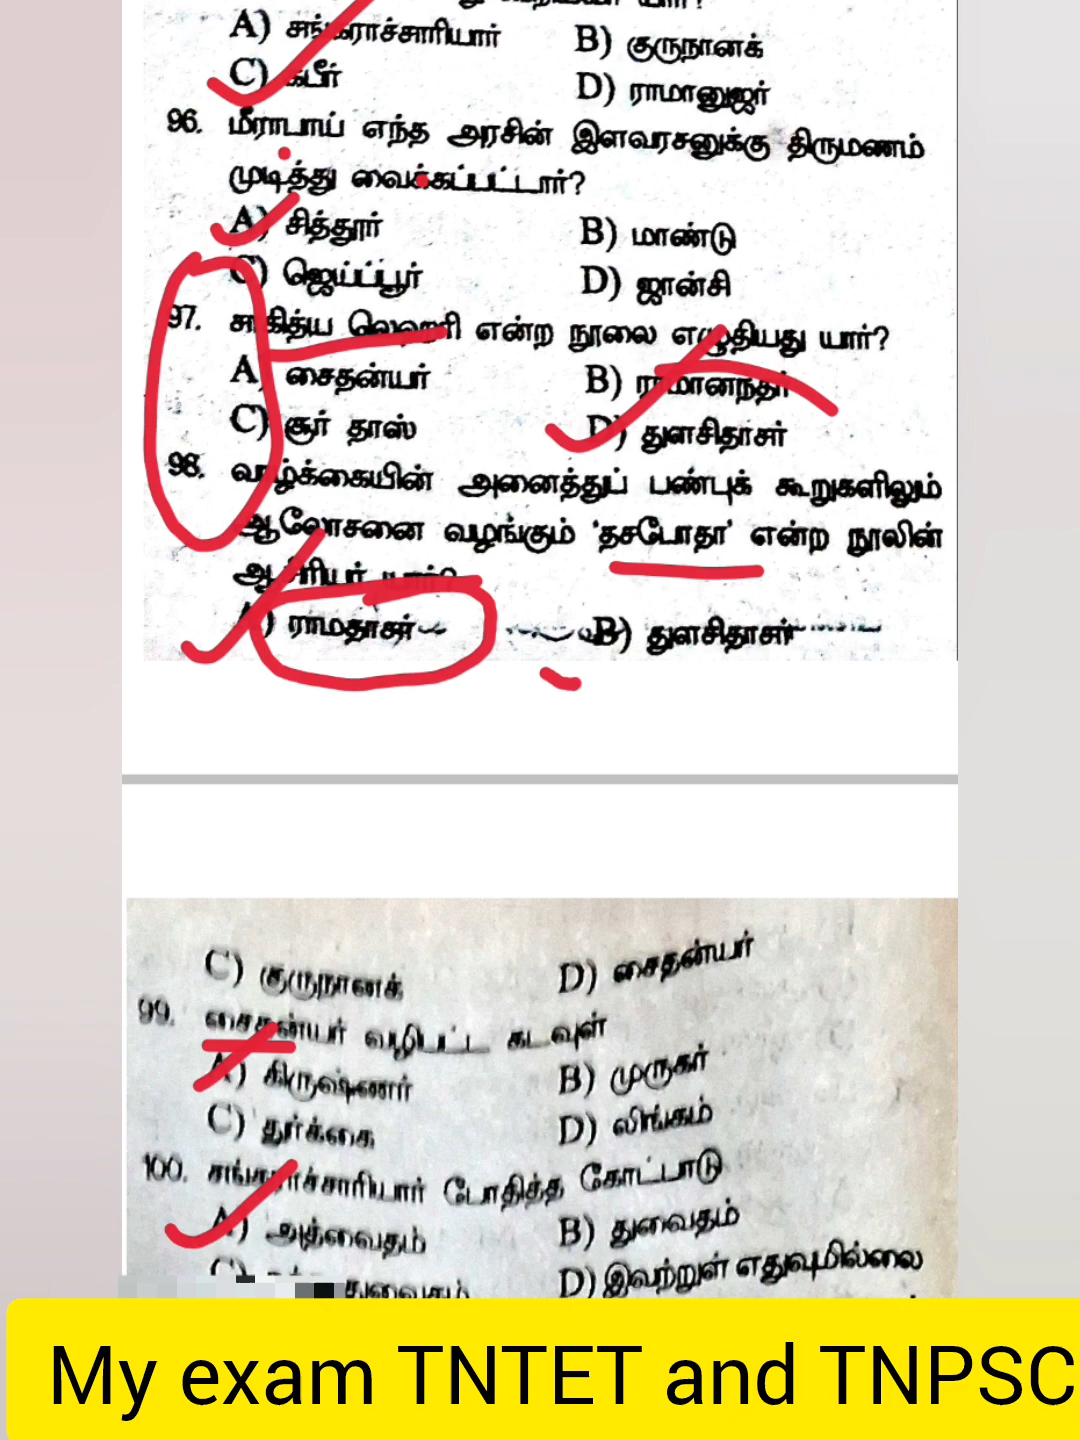 A) சங்கராச்சாரியார் B) குருநானக்
C) கபீர் D) ராமானுஜர்
96. மீராபாய் எந்த அரசின் இளவரசனுக்கு திருமணம்
முடித்து வைக்கப்பட்டார்?
A) சித்தூர் B) மாண்டு
C) ஜெய்ப்பூர் D) ஜான்சி
97. சாகித்ய லெஹரி என்ற நூலை எழுதியது யார்?
A) சைதன்யர் B) ராமானந்தர்
C) சூர் தாஸ் D) துளசிதாசர்
98. வாழ்க்கையின் அனைத்துப் பண்புக் கூறுகளிலும்
ஆலோசனை வழங்கும் 'தசபோதா' என்ற நூலின்
ஆசிரியர் யார்?
A) ராமதாசர் B) துளசிதாசர்
C) குருநானக் D) சைதன்யர்
99. சைதன்யர் வழிபட்ட கடவுள்
A) கிருஷ்ணர் B) முருகர்
C) துர்க்கை D) லிங்கம்
100. சங்கராச்சாரியார் போதித்த கோட்பாடு
A) அத்வைதம் B) துவைதம்
C) துவைதம் D) இவற்றுள் எதுவுமில்லை
My exam TNTET and TNPSC